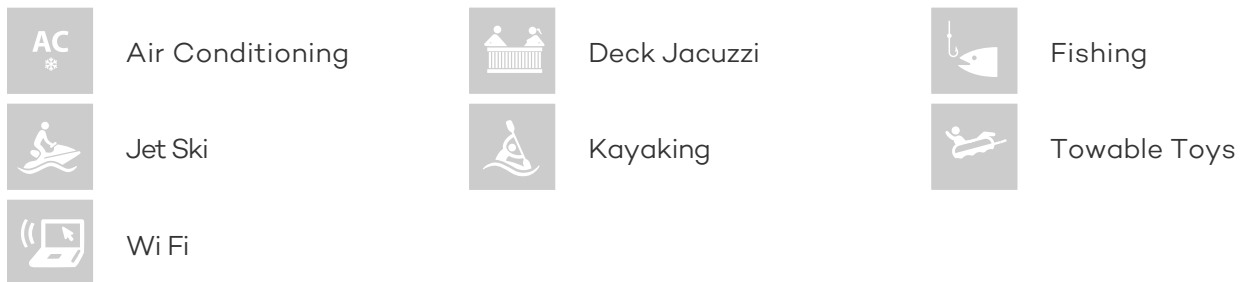 AC
Air Conditioning
Deck Jacuzzi
Fishing
Jet Ski
Kayaking
Towable Toys
Wi Fi